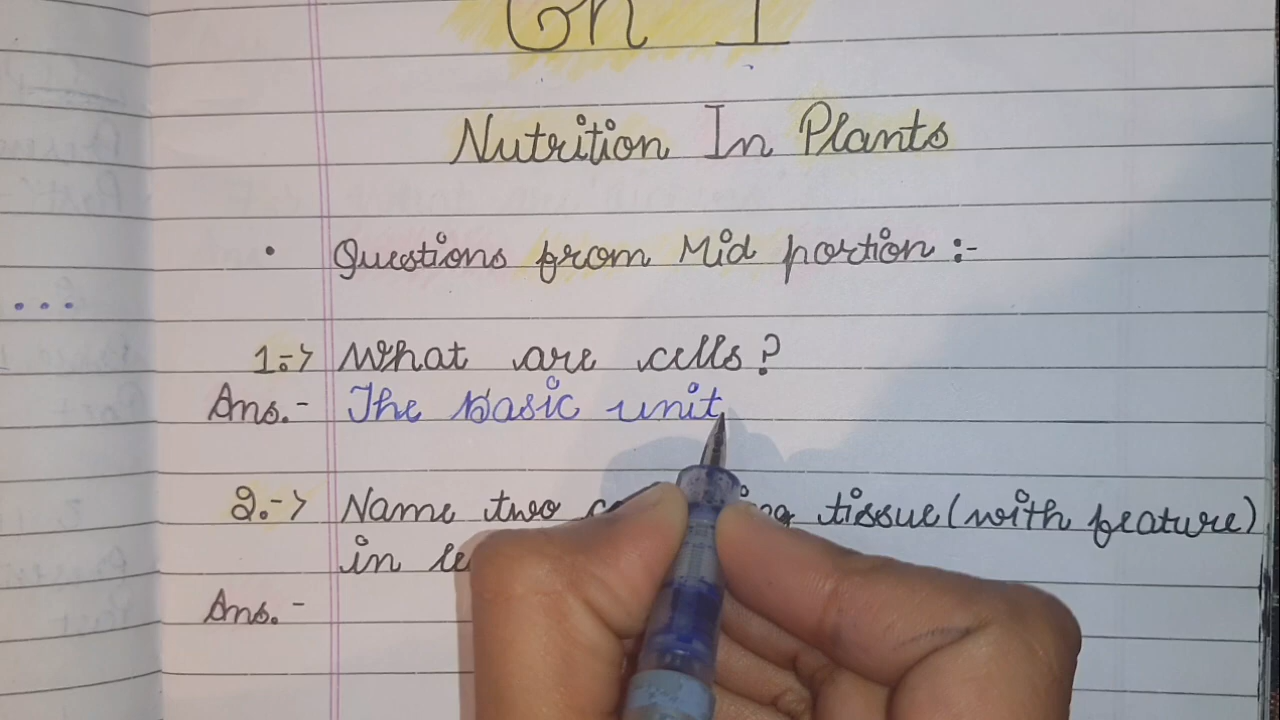 Ch 1
Nutrition In Plants
• Questions from Mid portion :-
...
1.-> What are cells?
Ans.- The basic unit
2.-> Name two tissue (with feature)
in
Ans.-